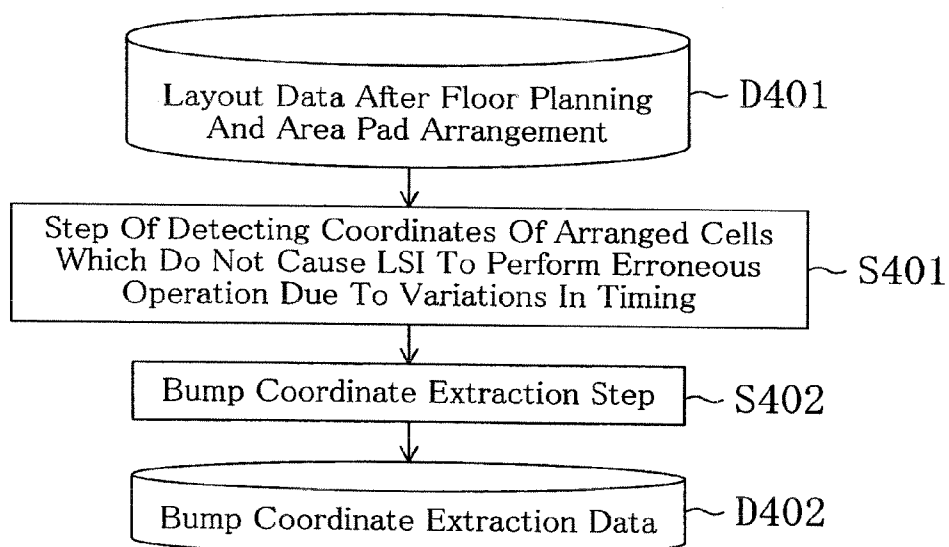 Layout Data After Floor Planning
And Area Pad Arrangement
D401
Step Of Detecting Coordinates Of Arranged Cells
Which Do Not Cause LSI To Perform Erroneous
Operation Due To Variations In Timing
S401
Bump Coordinate Extraction Step
S402
Bump Coordinate Extraction Data
D402